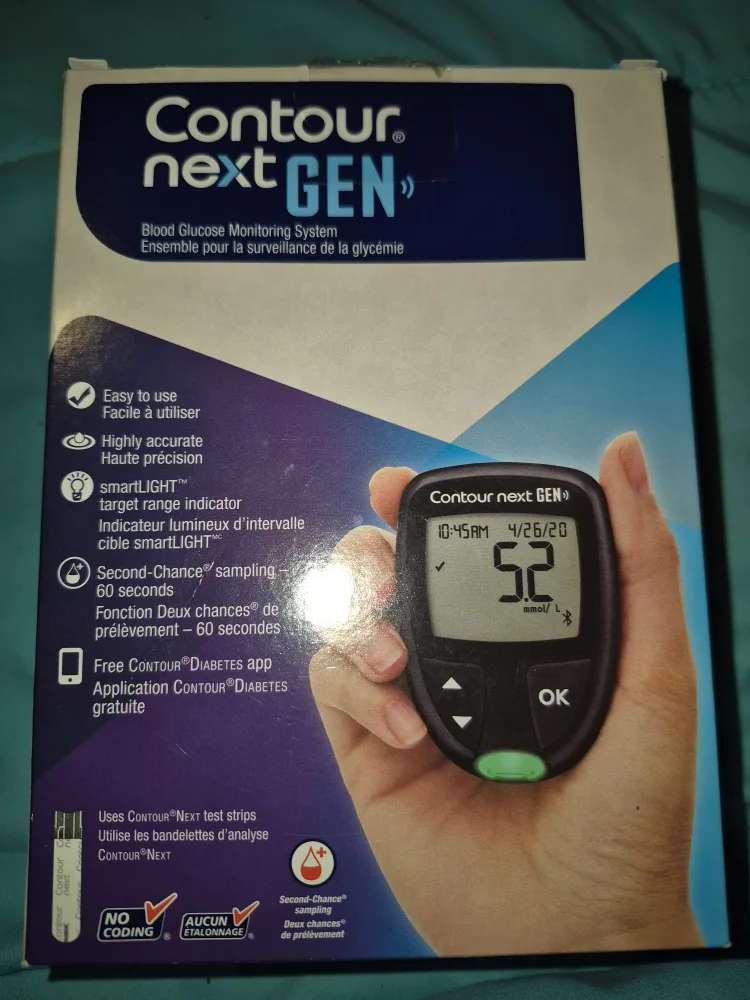 Contour®
next GEN
Blood Glucose Monitoring System
Ensemble pour la surveillance de la glycémie
Easy to use
Facile à utiliser
Highly accurate
Haute précision
smartLIGHT™
target range indicator
Indicateur lumineux d'intervalle
cible smartLIGHT MC
Second-Chance® sampling –
60 seconds
Fonction Deux chances® de
prélèvement – 60 secondes
Free CONTOUR®DIABETES app
Application CONTOUR®DIABETES
gratuite
Contour next GEN
10:45AM 4/26/20
5.2
mmol/L
OK
Uses CONTOUR®NEXT test strips
Utilise les bandelettes d'analyse
CONTOUR®NEXT
Contour
next
NO
CODING®
AUCUN
ÉTALONNAGE®
Second-Chance®
sampling
Deux chances®
de prélèvement